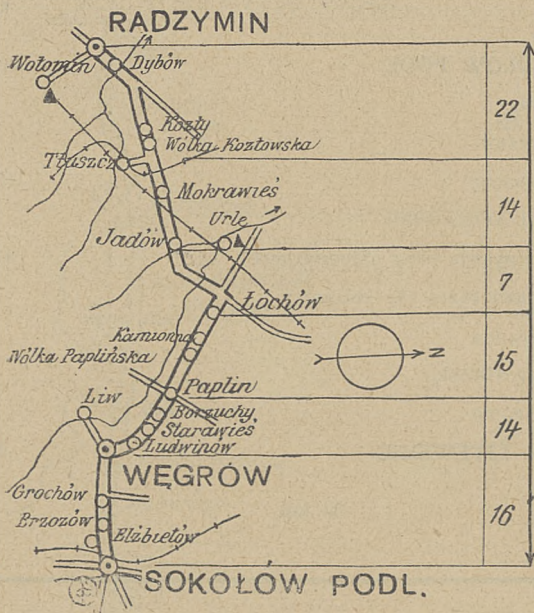 RADZYMIN
Wołomin
Dybów
22
Kozły
Wólka Kozłowska
Tłuszcz
Mokrawieś
14
Urle
Jadów
7
Łochów
Kamionna
Wólka Paplińska
N
15
Paplin
Liw
Borzuchy
14
Starawieś
Ludwinów
WĘGRÓW
Grochów
16
Brzozów
Elżbietów
SOKOŁÓW PODL.